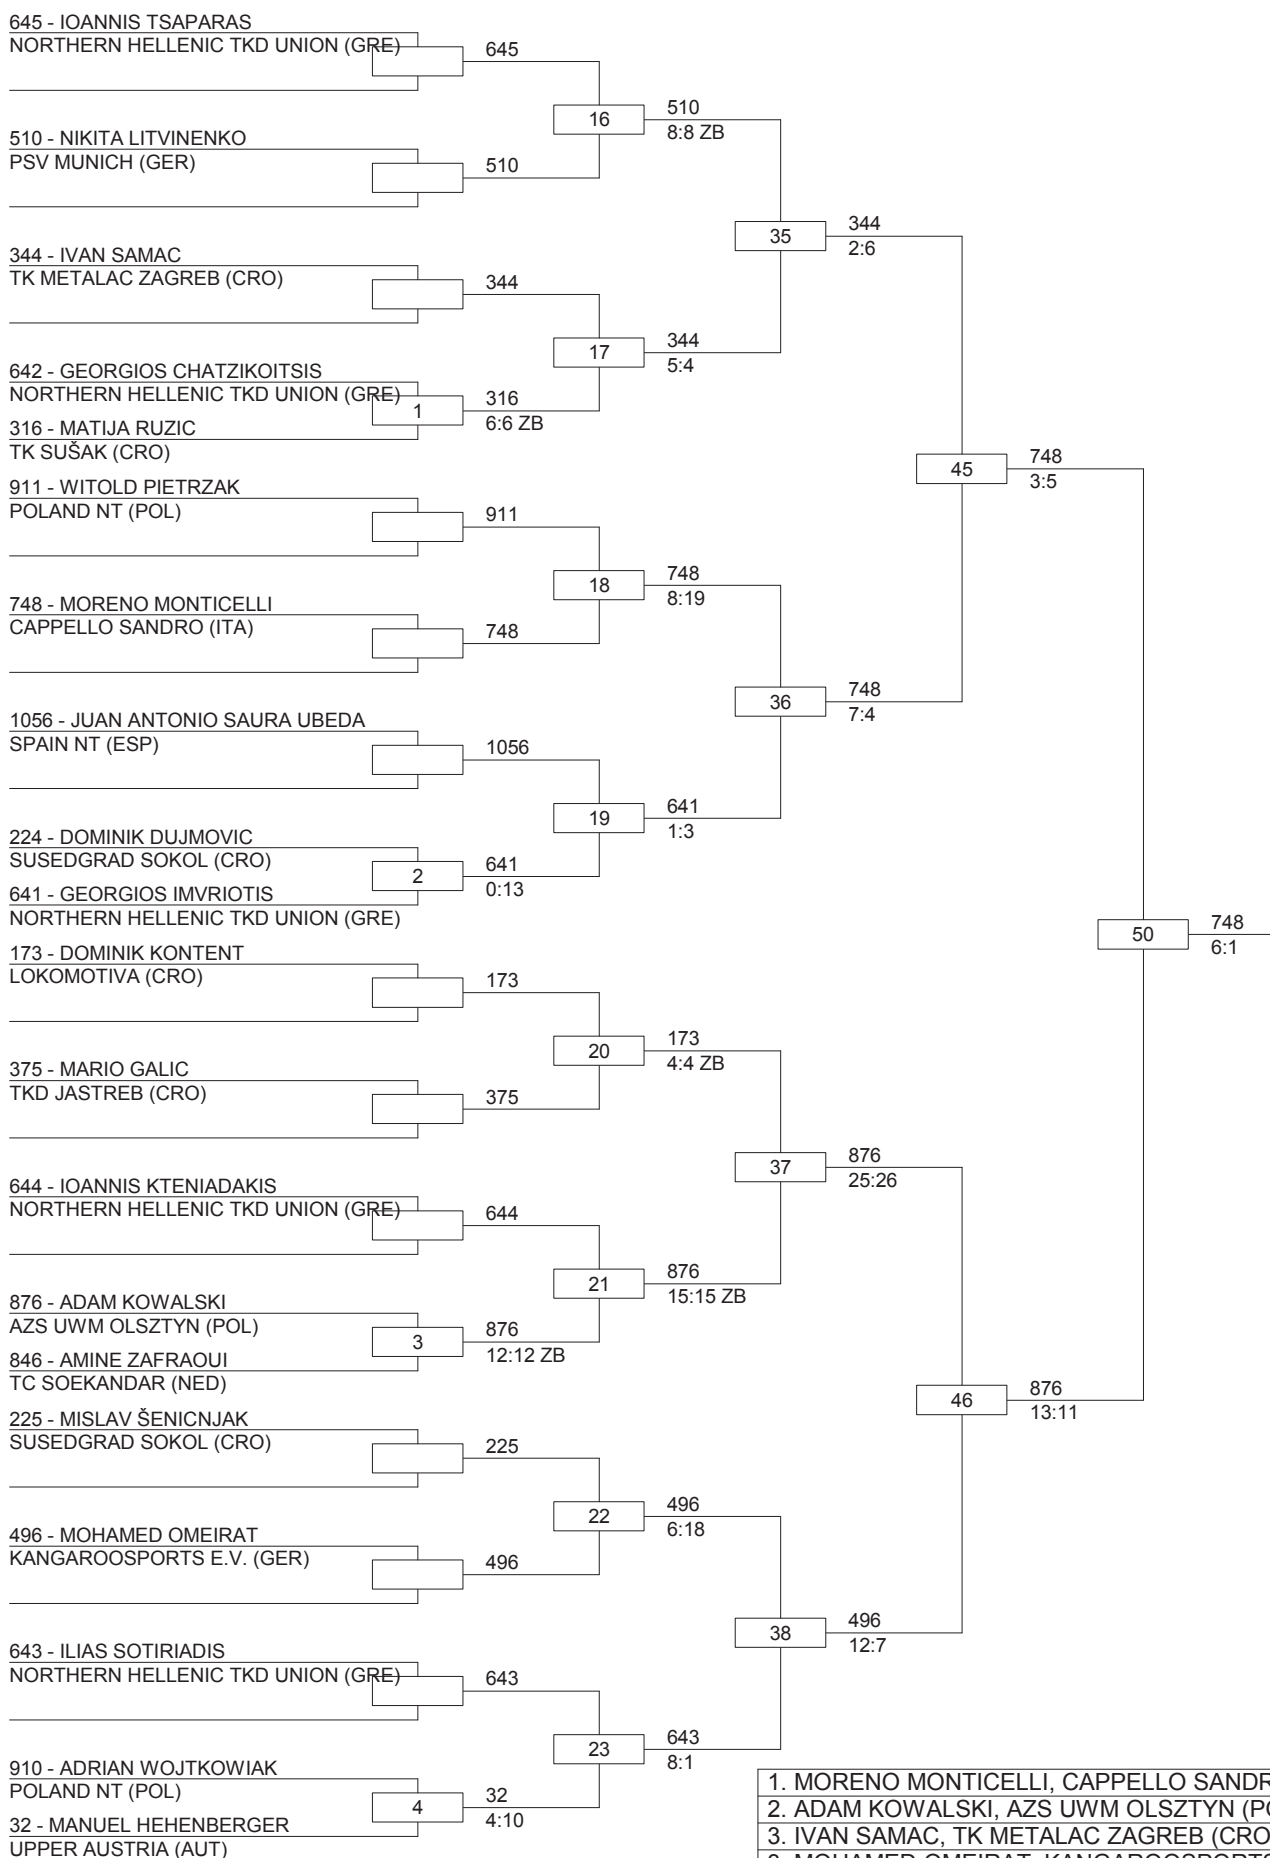 645 - IOANNIS TSAPARAS
NORTHERN HELLENIC TKD UNION (GRE)
645
16
510
8:8 ZB
510 - NIKITA LITVINENKO
PSV MUNICH (GER)
510
35
344
2:6
344 - IVAN SAMAC
TK METALAC ZAGREB (CRO)
344
17
344
5:4
642 - GEORGIOS CHATZIKOITSIS
NORTHERN HELLENIC TKD UNION (GRE)
1
316
6:6 ZB
316 - MATIJA RUZIC
TK SUŠAK (CRO)
45
748
3:5
911 - WITOLD PIETRZAK
POLAND NT (POL)
911
18
748
8:19
748 - MORENO MONTICELLI
CAPPELLO SANDRO (ITA)
748
36
748
7:4
1056 - JUAN ANTONIO SAURA UBEDA
SPAIN NT (ESP)
1056
19
641
1:3
224 - DOMINIK DUJMOVIC
SUSEDGRAD SOKOL (CRO)
2
641
0:13
641 - GEORGIOS IMVRIOTIS
NORTHERN HELLENIC TKD UNION (GRE)
50
748
6:1
173 - DOMINIK KONTENT
LOKOMOTIVA (CRO)
173
20
173
4:4 ZB
375 - MARIO GALIC
TKD JASTREB (CRO)
375
37
876
25:26
644 - IOANNIS KTENIADAKIS
NORTHERN HELLENIC TKD UNION (GRE)
644
21
876
15:15 ZB
876 - ADAM KOWALSKI
AZS UWM OLSZTYN (POL)
3
876
12:12 ZB
846 - AMINE ZAFRAOUI
TC SOEKANDAR (NED)
46
876
13:11
225 - MISLAV ŠENICNJAK
SUSEDGRAD SOKOL (CRO)
225
22
496
6:18
496 - MOHAMED OMEIRAT
KANGAROOSPORTS E.V. (GER)
496
38
496
12:7
643 - ILIAS SOTIRIADIS
NORTHERN HELLENIC TKD UNION (GRE)
643
23
643
8:1
910 - ADRIAN WOJTKOWIAK
POLAND NT (POL)
4
32
4:10
32 - MANUEL HEHENBERGER
UPPER AUSTRIA (AUT)
1. MORENO MONTICELLI, CAPPELLO SANDR
2. ADAM KOWALSKI, AZS UWM OLSZTYN (PO
3. IVAN SAMAC, TK METALAC ZAGREB (CRO
3. MOHAMED OMEIRAT, KANGAROOSPORTS